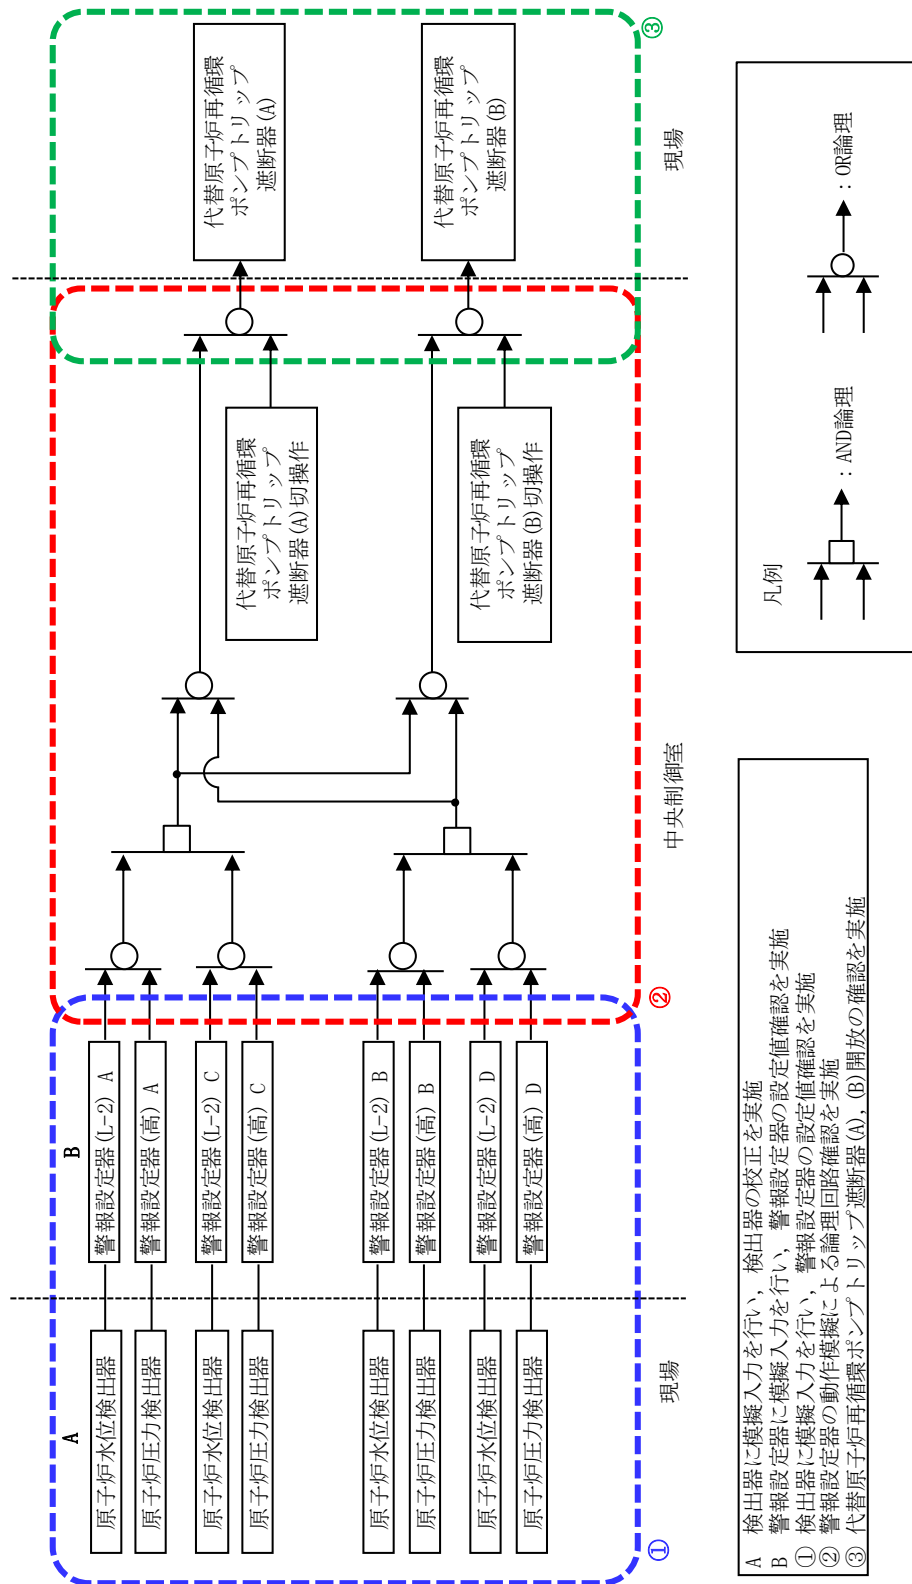 A
原子炉水位検出器
原子炉圧力検出器
原子炉水位検出器
原子炉圧力検出器
原子炉水位検出器
原子炉圧力検出器
原子炉水位検出器
原子炉圧力検出器
現場
①
B
警報設定器(L-2) A
警報設定器(高) A
警報設定器(L-2) C
警報設定器(高) C
警報設定器(L-2) B
警報設定器(高) B
警報設定器(L-2) D
警報設定器(高) D
②
中央制御室
代替原子炉再循環
ポンプトリップ
遮断器(A)切操作
代替原子炉再循環
ポンプトリップ
遮断器(B)切操作
代替原子炉再循環
ポンプトリップ
遮断器(A)
代替原子炉再循環
ポンプトリップ
遮断器(B)
③
現場
A 検出器に模擬入力を行い，検出器の校正を実施
B 警報設定器に模擬入力を行い，警報設定器の設定値確認を実施
① 検出器に模擬入力を行い，警報設定器の設定値確認を実施
② 警報設定器の動作模擬による論理回路確認を実施
③ 代替原子炉再循環ポンプトリップ遮断器(A)，(B)開放の確認を実施
凡例
：AND論理
：OR論理